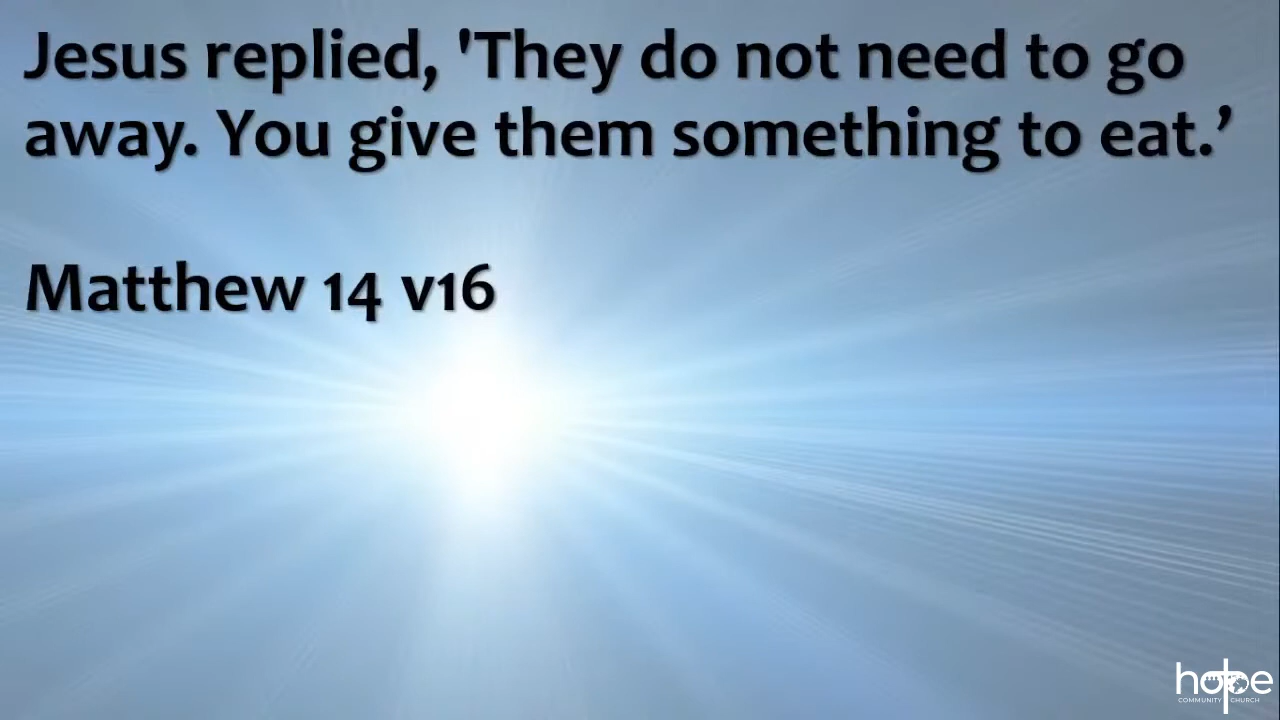 Jesus replied, 'They do not need to go
away. You give them something to eat.’
Matthew 14 v16
hope
COMMUNITY CHURCH